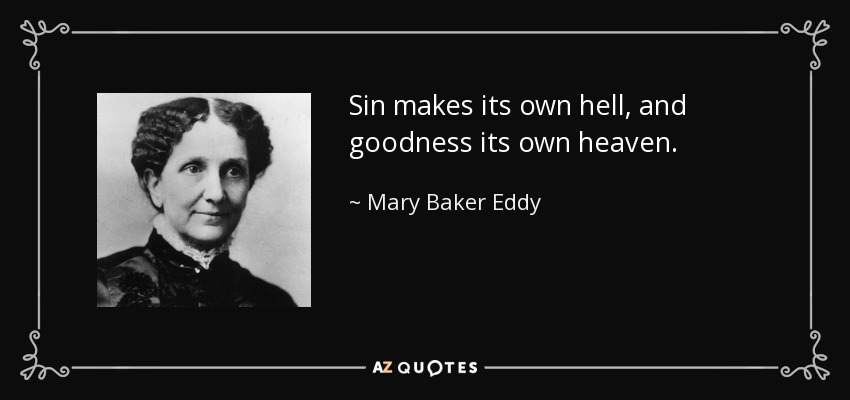 Sin makes its own hell, and
goodness its own heaven.
~ Mary Baker Eddy
AZ QUOTES